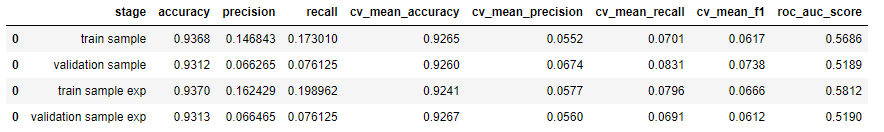 stage accuracy precision recall cv_mean_accuracy cv_mean_precision cv_mean_recall cv_mean_f1 roc_auc_score
0 train sample 0.9368 0.146843 0.173010 0.9265 0.0552 0.0701 0.0617 0.5686
0 validation sample 0.9312 0.066265 0.076125 0.9260 0.0674 0.0831 0.0738 0.5189
0 train sample exp 0.9370 0.162429 0.198962 0.9241 0.0577 0.0796 0.0666 0.5812
0 validation sample exp 0.9313 0.066465 0.076125 0.9267 0.0560 0.0691 0.0612 0.5190